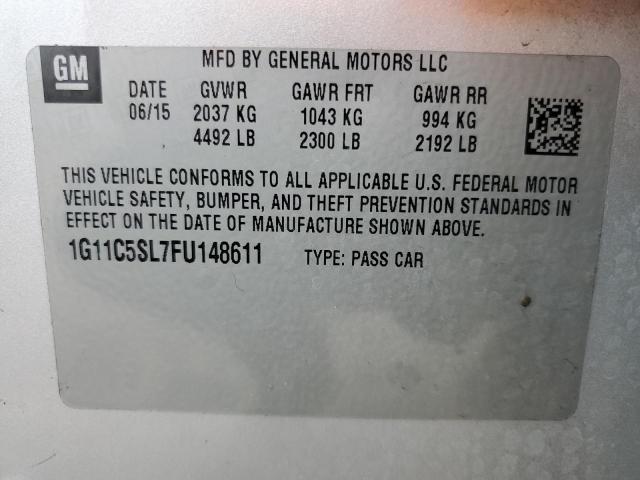 GM
MFD BY GENERAL MOTORS LLC
DATE GVWR GAWR FRT GAWR RR
06/15 2037 KG 1043 KG 994 KG
4492 LB 2300 LB 2192 LB
THIS VEHICLE CONFORMS TO ALL APPLICABLE U.S. FEDERAL MOTOR
VEHICLE SAFETY, BUMPER, AND THEFT PREVENTION STANDARDS IN
EFFECT ON THE DATE OF MANUFACTURE SHOWN ABOVE.
1G11C5SL7FU148611 TYPE: PASS CAR